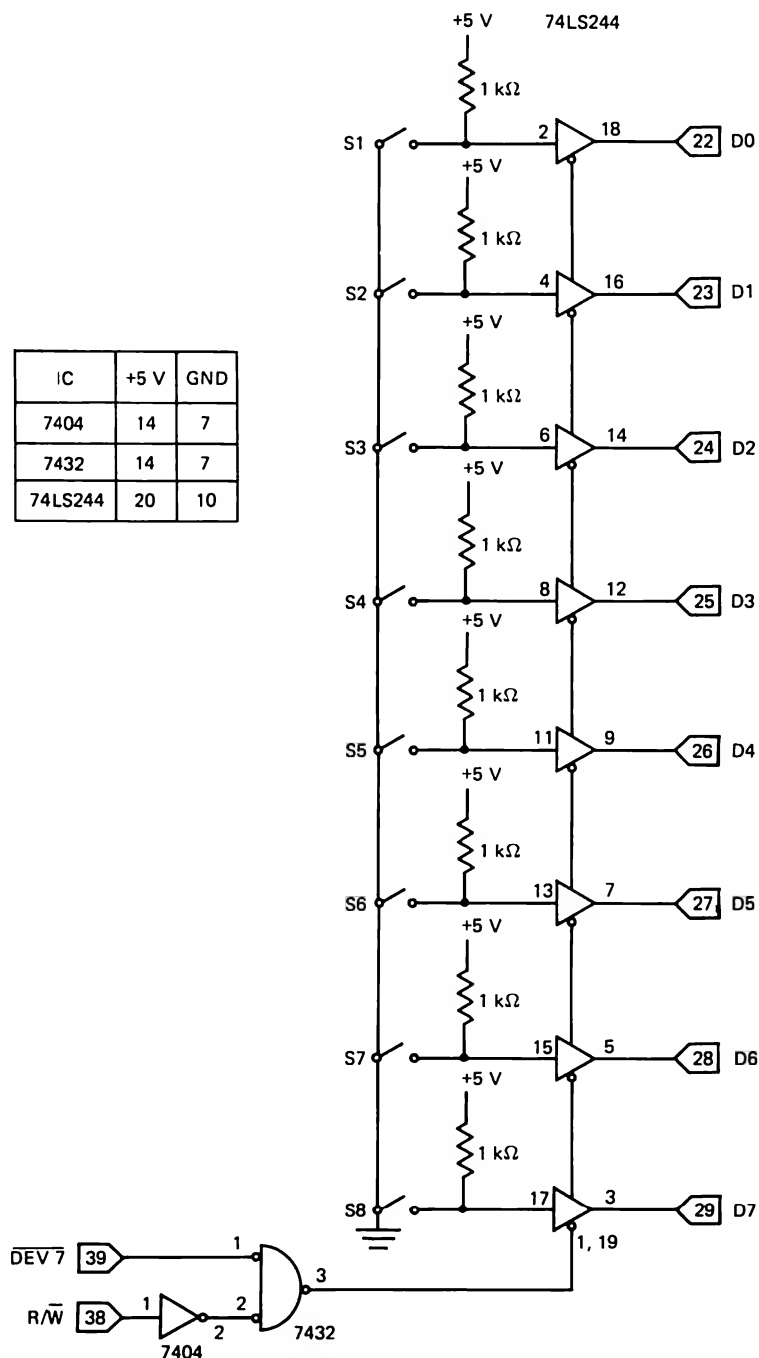 +5 V 74LS244
1 kΩ
S1 2 18 22 D0
+5 V
1 kΩ
S2 4 16 23 D1
+5 V
IC +5 V GND
1 kΩ
7404 14 7
S3 6 14 24 D2
7432 14 7
+5 V
74LS244 20 10
1 kΩ
S4 8 12 25 D3
+5 V
1 kΩ
S5 11 9 26 D4
+5 V
1 kΩ
S6 13 7 27 D5
+5 V
1 kΩ
S7 15 5 28 D6
+5 V
1 kΩ
S8 17 3 29 D7
1, 19
DEV 7 39 1
3
R/W 38 1 2
2 7432
7404